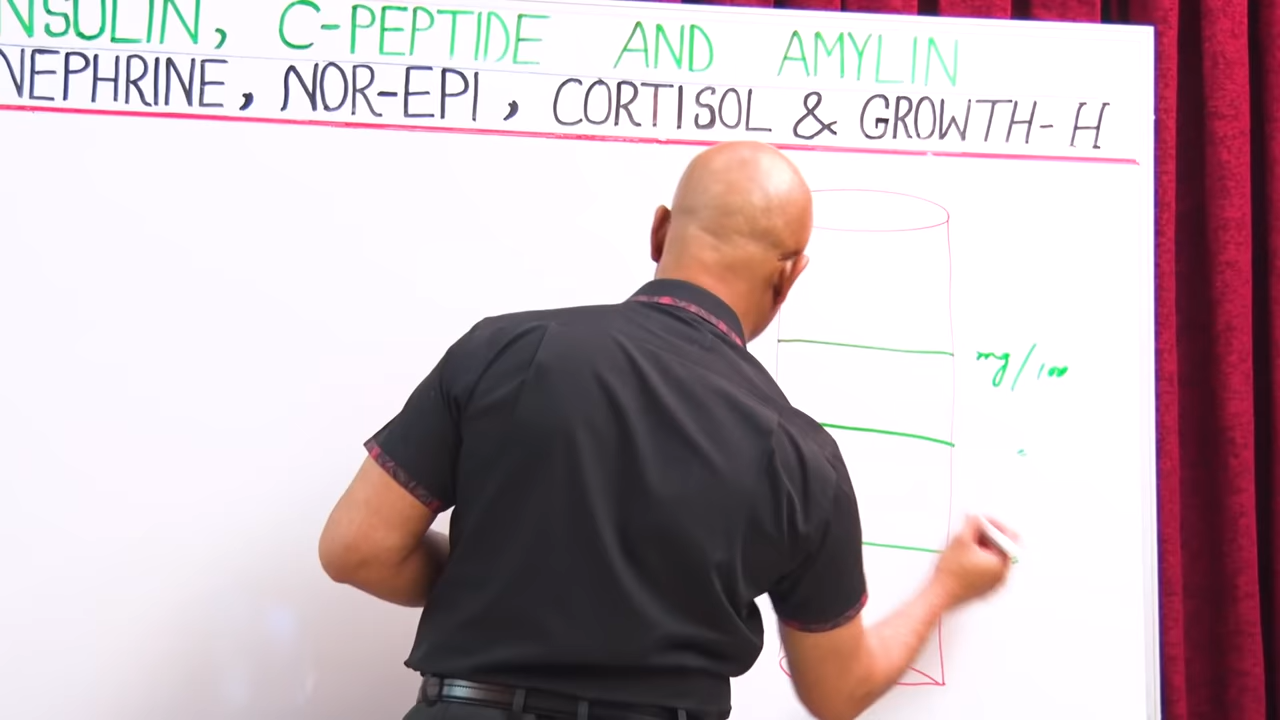 NSULIN, C-PEPTIDE AND AMYLIN
NEPHRINE, NOR-EPI, CORTISOL & GROWTH-H
mg/100